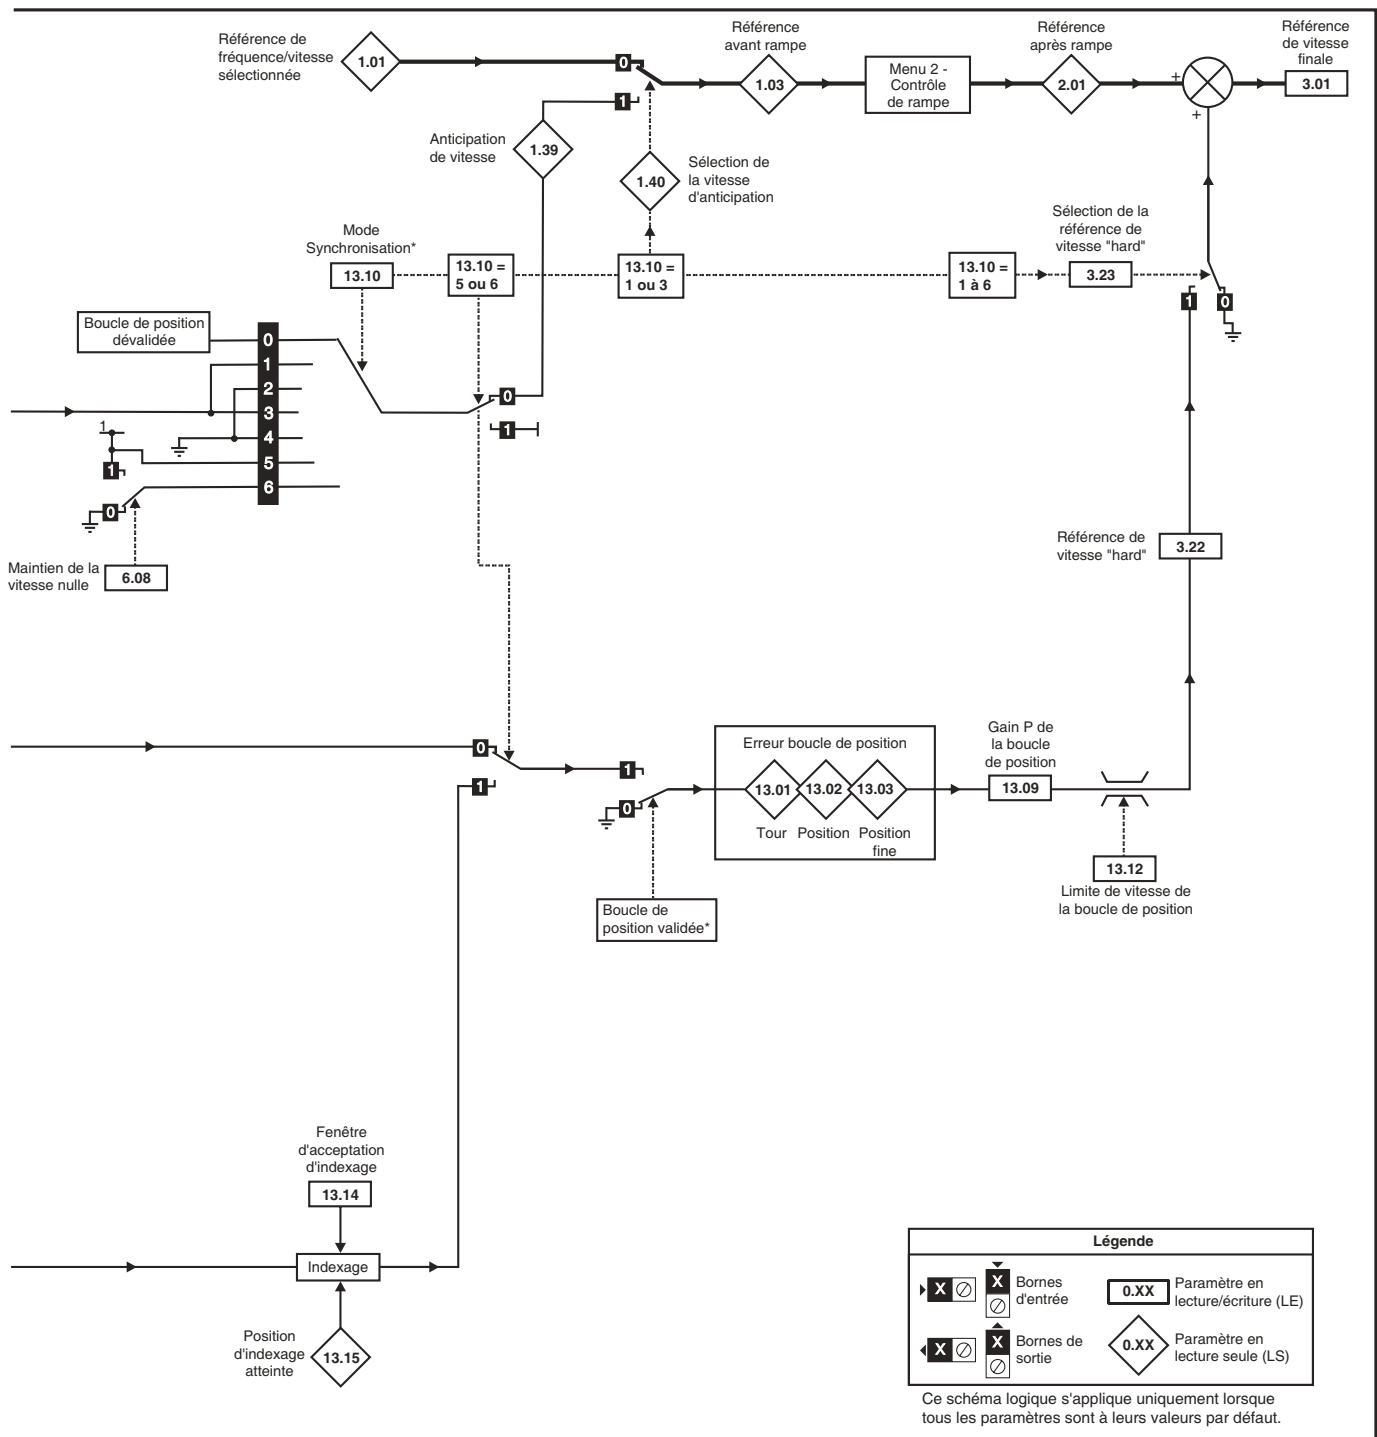 Référence de
fréquence/vitesse
sélectionnée
1.01
0
1
Référence
avant rampe
1.03
Menu 2 -
Contrôle
de rampe
Référence
après rampe
2.01
+
+
Référence
de vitesse
finale
3.01
Anticipation
de vitesse
1.39
1.40
Sélection de
la vitesse
d'anticipation
Mode
Synchronisation*
13.10
13.10 =
5 ou 6
13.10 =
1 ou 3
13.10 =
1 à 6
Sélection de la
référence de
vitesse "hard"
3.23
1
0
Boucle de position
dévalidée
0
1
2
3
4
5
6
1
1
0
0
1
Maintien de la
vitesse nulle
6.08
Référence de
vitesse "hard"
3.22
0
1
1
0
Erreur boucle de position
13.01
13.02
13.03
Tour
Position
Position
fine
Gain P de
la boucle
de position
13.09
13.12
Limite de vitesse de
la boucle de position
Boucle de
position validée*
Fenêtre
d'acceptation
d'indexage
13.14
Indexage
Position
d'indexage
atteinte
13.15
Légende
X
X
Bornes
d'entrée
0.XX
Paramètre en
lecture/écriture (LE)
X
X
Bornes de
sortie
0.XX
Paramètre en
lecture seule (LS)
Ce schéma logique s'applique uniquement lorsque
tous les paramètres sont à leurs valeurs par défaut.